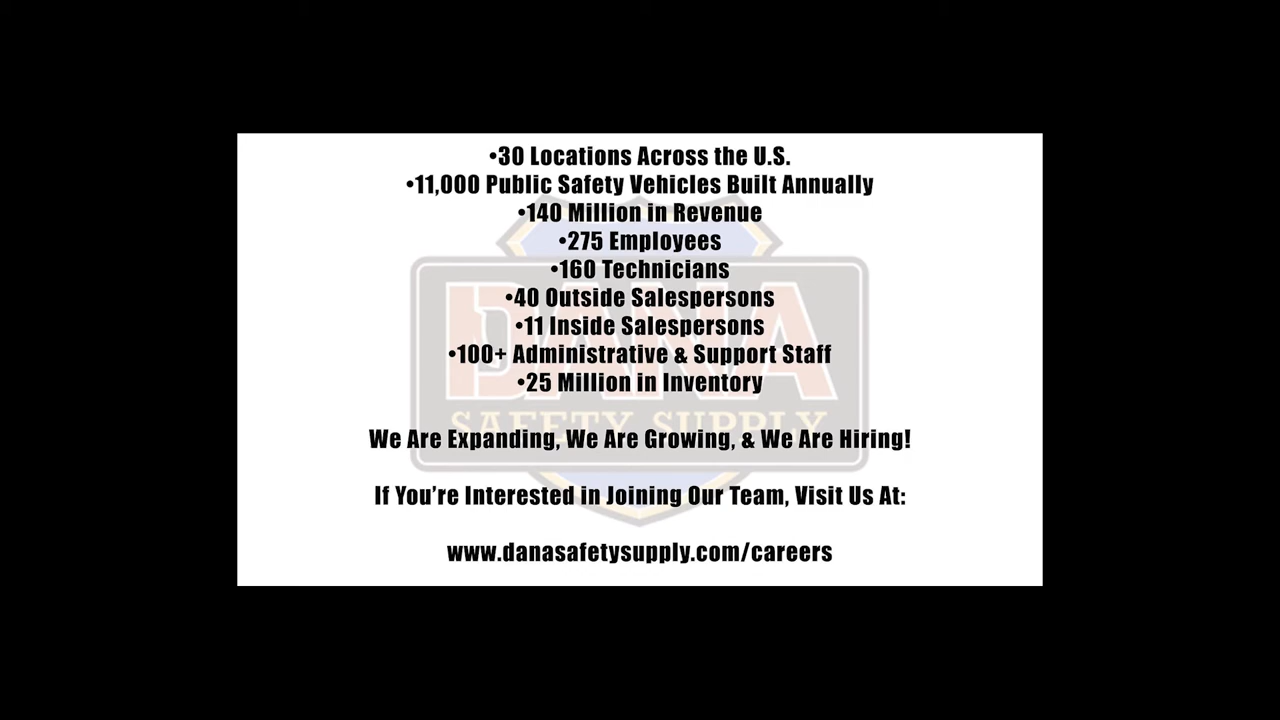 •30 Locations Across the U.S.
•11,000 Public Safety Vehicles Built Annually
•140 Million in Revenue
•275 Employees
•160 Technicians
•40 Outside Salespersons
•11 Inside Salespersons
•100+ Administrative & Support Staff
•25 Million in Inventory
DANA
SAFETY SUPPLY
We Are Expanding, We Are Growing, & We Are Hiring!
If You’re Interested in Joining Our Team, Visit Us At:
www.danasafetysupply.com/careers